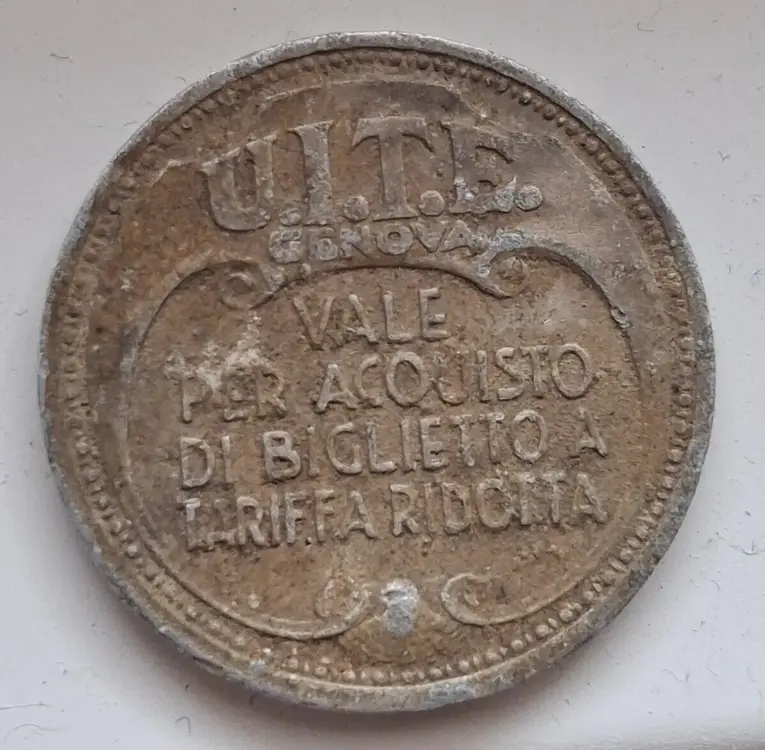 U.I.T.E.
GENOVA
VALE
PER ACQUISTO
DI BIGLIETTO A
TARIFFA RIDOTTA